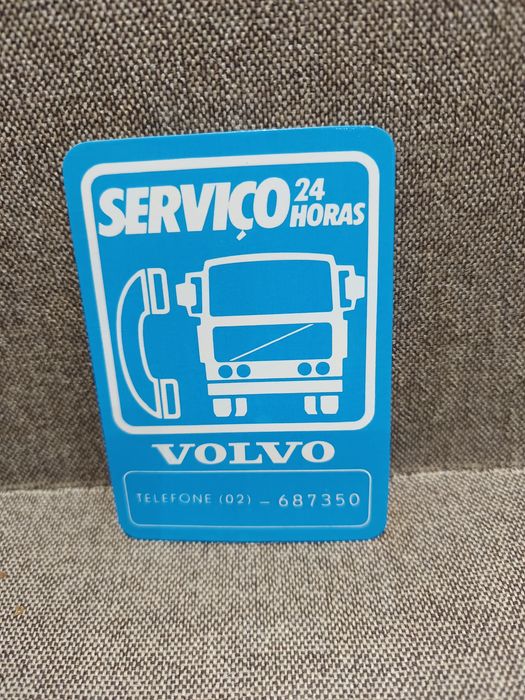 SERVIÇO 24 HORAS
VOLVO
TELEFONE (02) - 687350